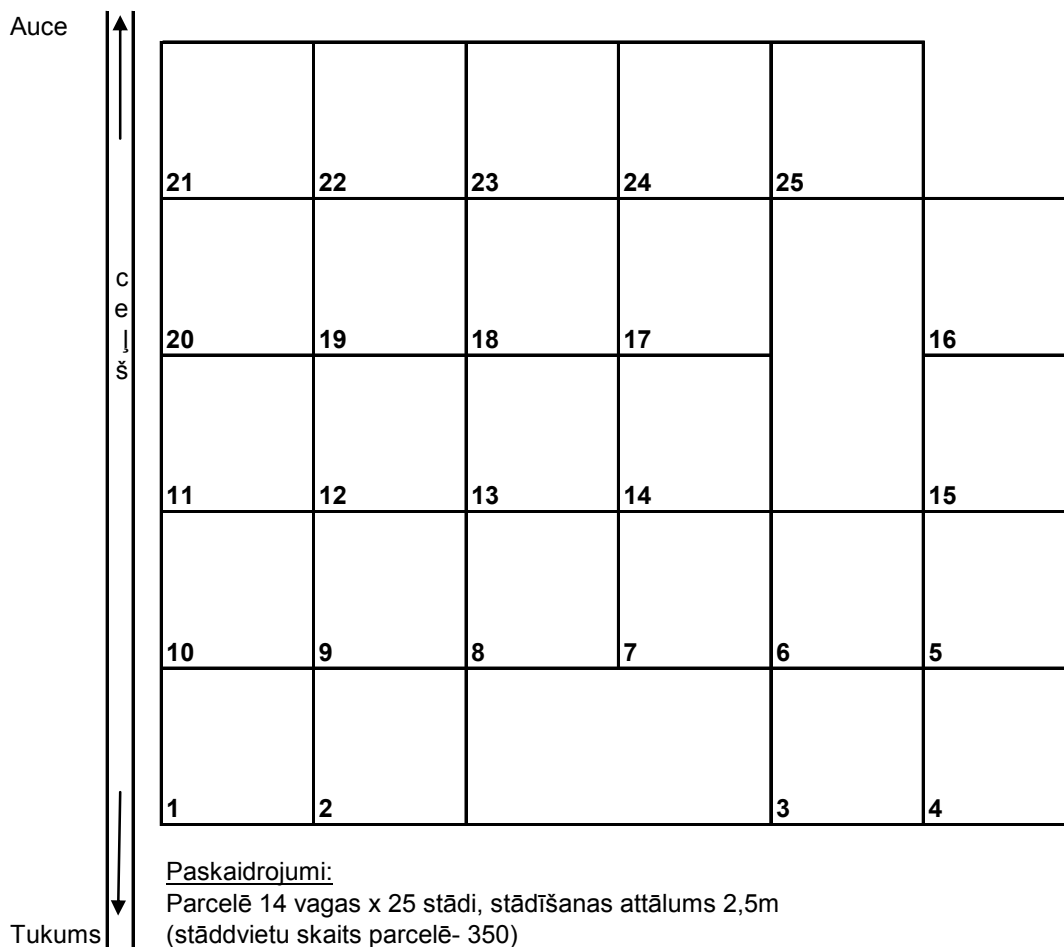 Auce
21 22 23 24 25
c
e
ļ
š
20 19 18 17 16
11 12 13 14 15
10 9 8 7 6 5
1 2 3 4
Paskaidrojumi:
Parcelē 14 vagas x 25 stādi, stādīšanas attālums 2,5m
Tukums (stāddvietu skaits parcelē- 350)